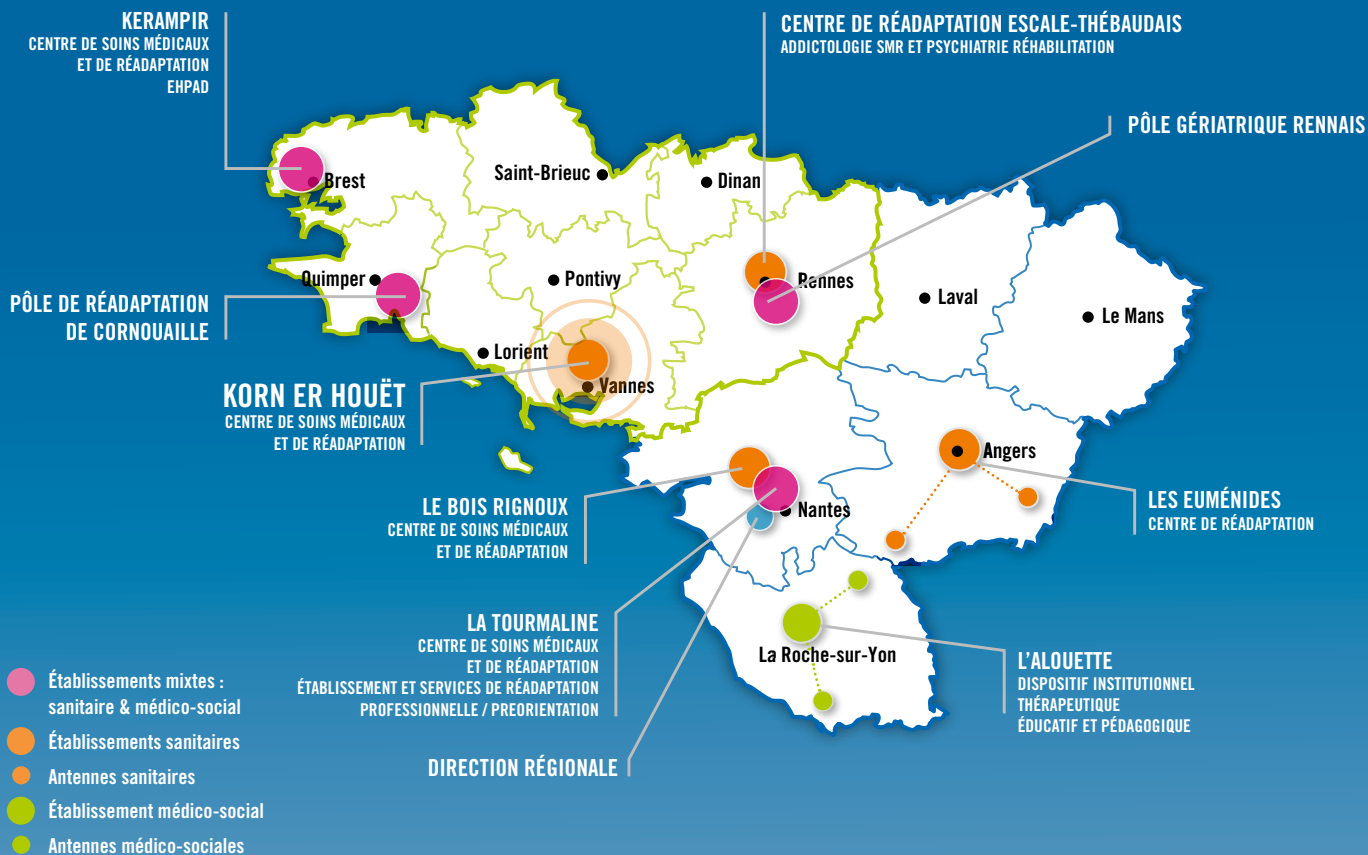 KERAMPIR
CENTRE DE SOINS MÉDICAUX
ET DE RÉADAPTATION
EHPAD
CENTRE DE RÉADAPTATION ESCALE-THÉBAUDAIS
ADDICTOLOGIE SMR ET PSYCHIATRIE RÉHABILITATION
PÔLE GÉRIATRIQUE RENNAIS
Brest
Saint-Brieuc
Dinan
Quimper
Pontivy
Rennes
Laval
Le Mans
PÔLE DE RÉADAPTATION
DE CORNOUAILLE
Lorient
Vannes
KORN ER HOUËT
CENTRE DE SOINS MÉDICAUX
ET DE RÉADAPTATION
Angers
LE BOIS RIGNOUX
CENTRE DE SOINS MÉDICAUX
ET DE RÉADAPTATION
Nantes
LES EUMÉNIDES
CENTRE DE RÉADAPTATION
LA TOURMALINE
CENTRE DE SOINS MÉDICAUX
ET DE RÉADAPTATION
ÉTABLISSEMENT ET SERVICES DE RÉADAPTATION
PROFESSIONNELLE / PREORIENTATION
La Roche-sur-Yon
L'ALOUETTE
DISPOSITIF INSTITUTIONNEL
THÉRAPEUTIQUE
ÉDUCATIF ET PÉDAGOGIQUE
DIRECTION RÉGIONALE
Établissements mixtes :
sanitaire & médico-social
Établissements sanitaires
Antennes sanitaires
Établissement médico-social
Antennes médico-sociales